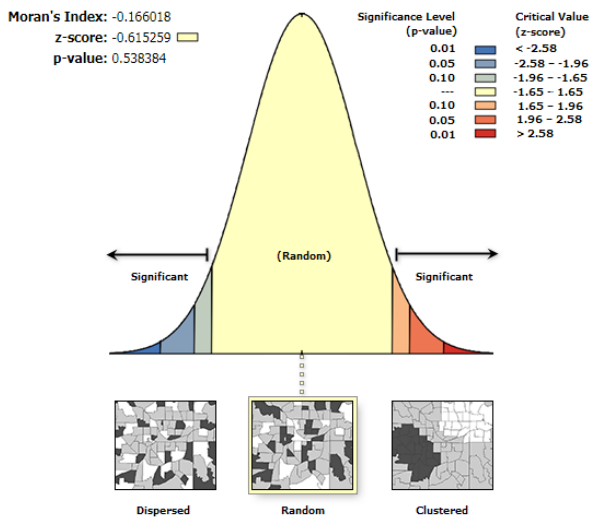 Moran's Index: -0.166018
z-score: -0.615259
p-value: 0.538384
Significance Level
(p-value)
Critical Value
(z-score)
0.01 < -2.58
0.05 -2.58 – -1.96
0.10 -1.96 – -1.65
--- -1.65 – 1.65
0.10 1.65 – 1.96
0.05 1.96 – 2.58
0.01 > 2.58
Significant
(Random)
Significant
Dispersed
Random
Clustered